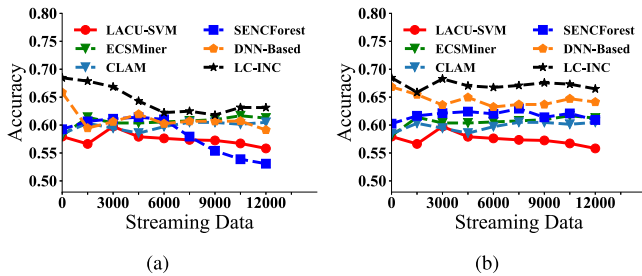 LACU-SVM
ECSMiner
CLAM
SENCForest
DNN-Based
LC-INC
Accuracy
0.80
0.75
0.70
0.65
0.60
0.55
0.50
0 3000 6000 9000 12000
Streaming Data
(a)
LACU-SVM
ECSMiner
CLAM
SENCForest
DNN-Based
LC-INC
Accuracy
0.80
0.75
0.70
0.65
0.60
0.55
0.50
0 3000 6000 9000 12000
Streaming Data
(b)